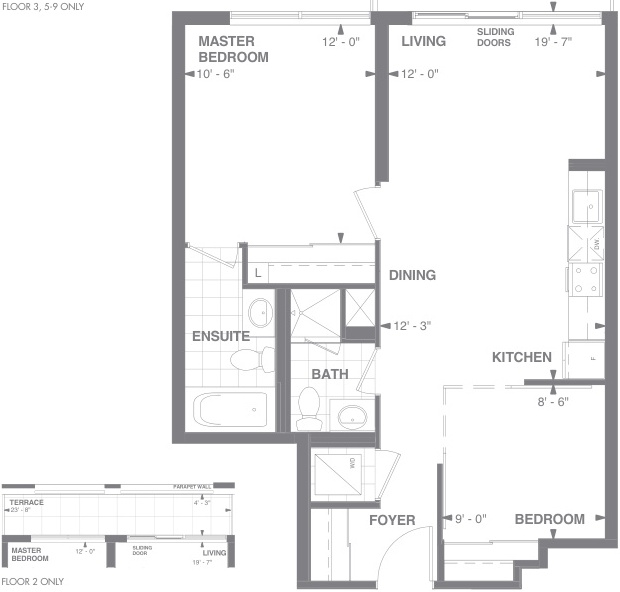 FLOOR 3, 5-9 ONLY
MASTER
BEDROOM
12' - 0"
10' - 6"
LIVING
SLIDING
DOORS
19' - 7"
12' - 0"
DW.
L
DINING
12' - 3"
ENSUITE
BATH
KITCHEN
F
8' - 6"
W/D
FOYER
9' - 0"
BEDROOM
PARAPET WALL
TERRACE
4' - 3"
23' - 8"
MASTER
BEDROOM
12' - 0"
SLIDING
DOOR
LIVING
19' - 7"
FLOOR 2 ONLY